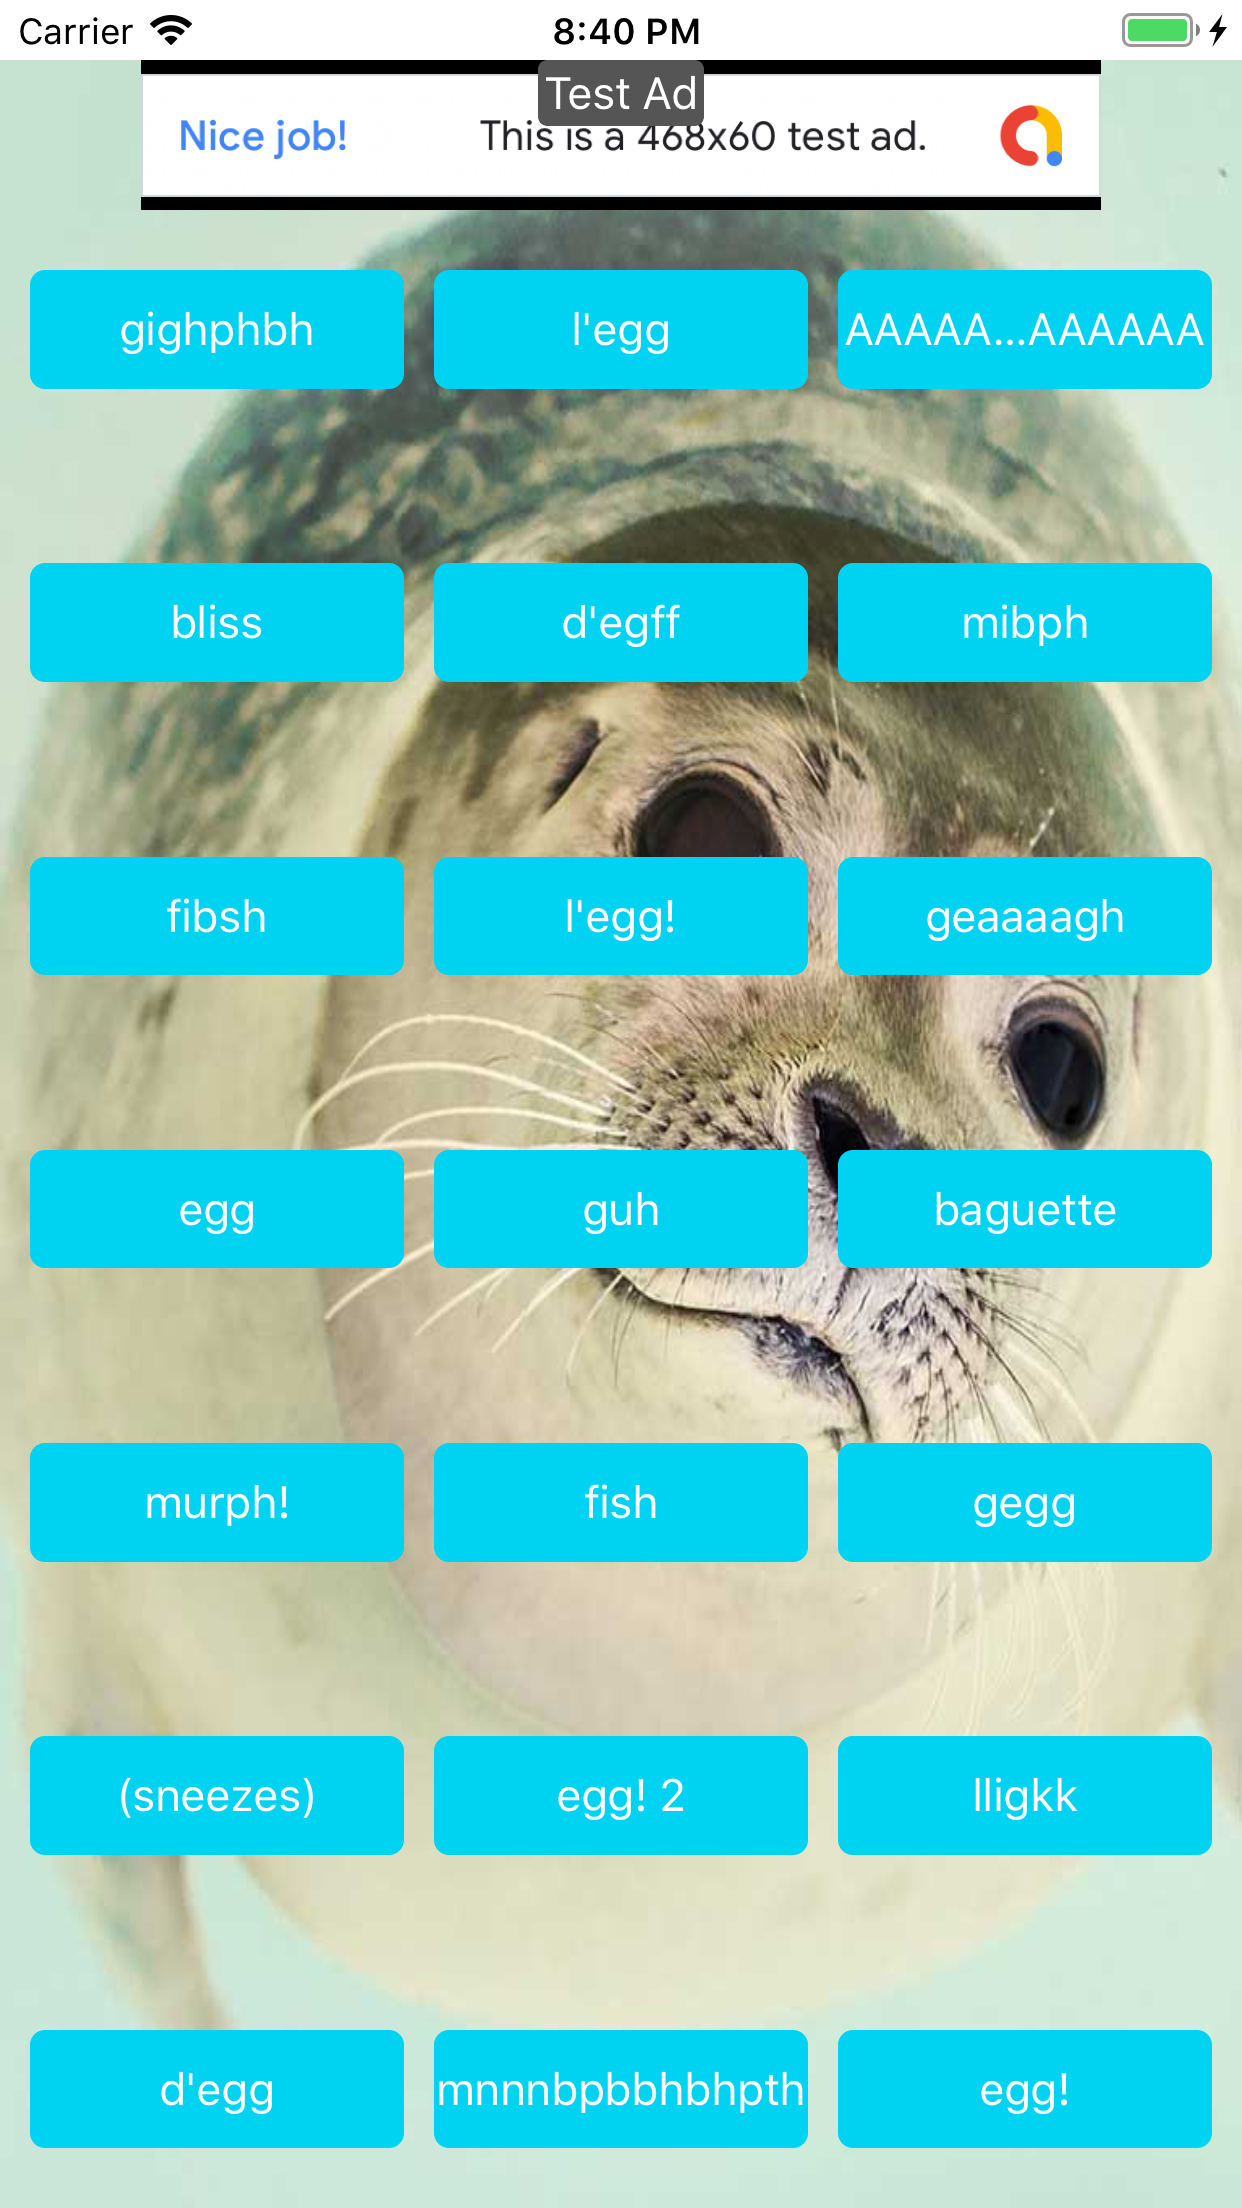 Carrier 8:40 PM
Test Ad
Nice job! This is a 468x60 test ad.
gighphbh l'egg AAAAA...AAAAAA
bliss d'egff mibph
fibsh l'egg! geaaaagh
egg guh baguette
murph! fish gegg
(sneezes) egg! 2 lligkk
d'egg mnnnbpbbhbhpth egg!